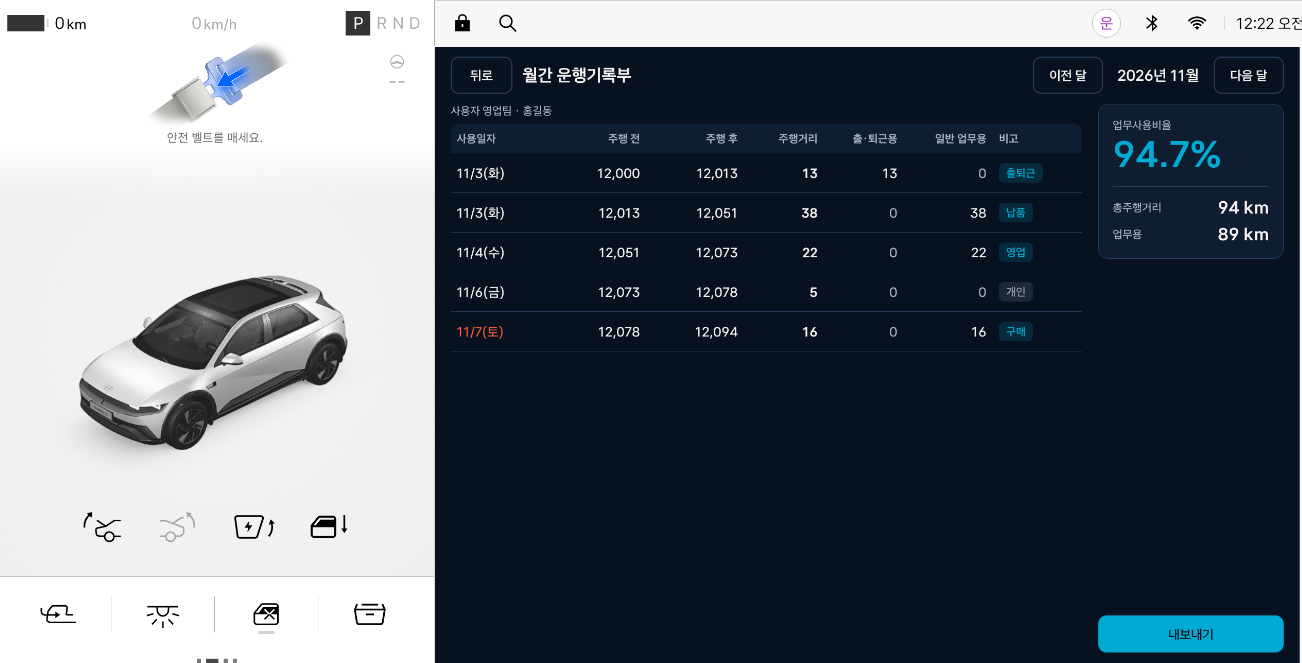 0 km
0 km/h
P R N D
안전 벨트를 매세요.
--
운
12:22 오전
뒤로
월간 운행기록부
이전 달
2026년 11월
다음 달
사용자 영업팀 · 홍길동
사용일자 주행 전 주행 후 주행거리 출·퇴근용 일반 업무용 비고
11/3(화) 12,000 12,013 13 13 0 출퇴근
11/3(화) 12,013 12,051 38 0 38 납품
11/4(수) 12,051 12,073 22 0 22 영업
11/6(금) 12,073 12,078 5 0 0 개인
11/7(토) 12,078 12,094 16 0 16 구매
업무사용비율
94.7%
총주행거리 94 km
업무용 89 km
내보내기